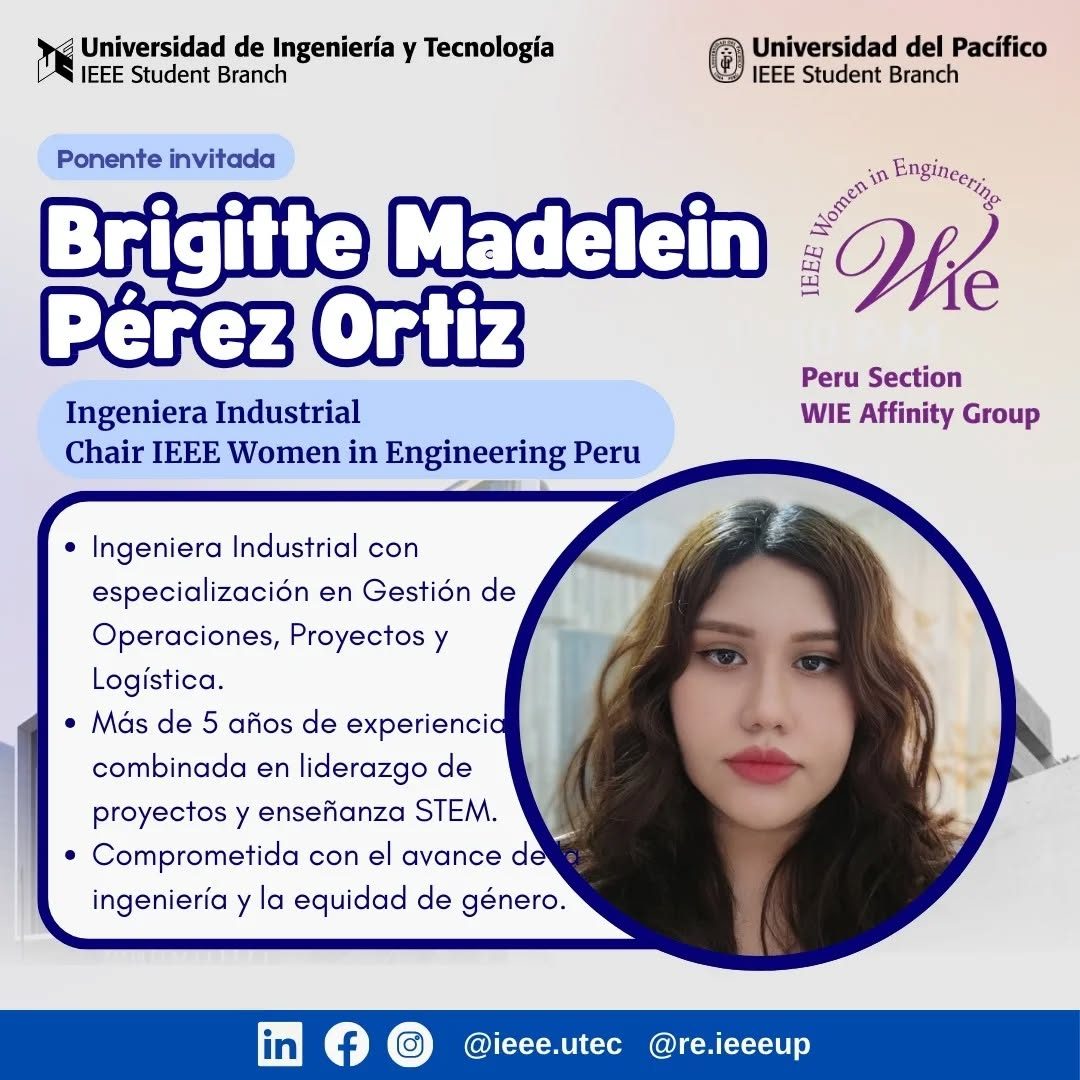 Universidad de Ingeniería y Tecnología
IEEE Student Branch
Universidad del Pacífico
IEEE Student Branch
Ponente invitada
Brigitte Madelein
Pérez Ortiz
IEEE Women in Engineering
WIE
Peru Section
WIE Affinity Group
Ingeniera Industrial
Chair IEEE Women in Engineering Peru
• Ingeniera Industrial con
especialización en Gestión de
Operaciones, Proyectos y
Logística.
• Más de 5 años de experiencia
combinada en liderazgo de
proyectos y enseñanza STEM.
• Comprometida con el avance de la
ingeniería y la equidad de género.
in
@ieee.utec @re.ieeeup